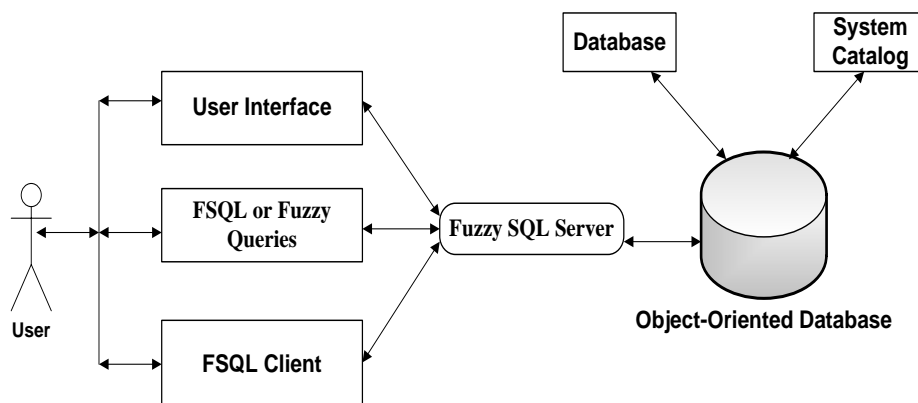 Database
System
Catalog
User Interface
FSQL or Fuzzy
Queries
Fuzzy SQL Server
User
FSQL Client
Object-Oriented Database